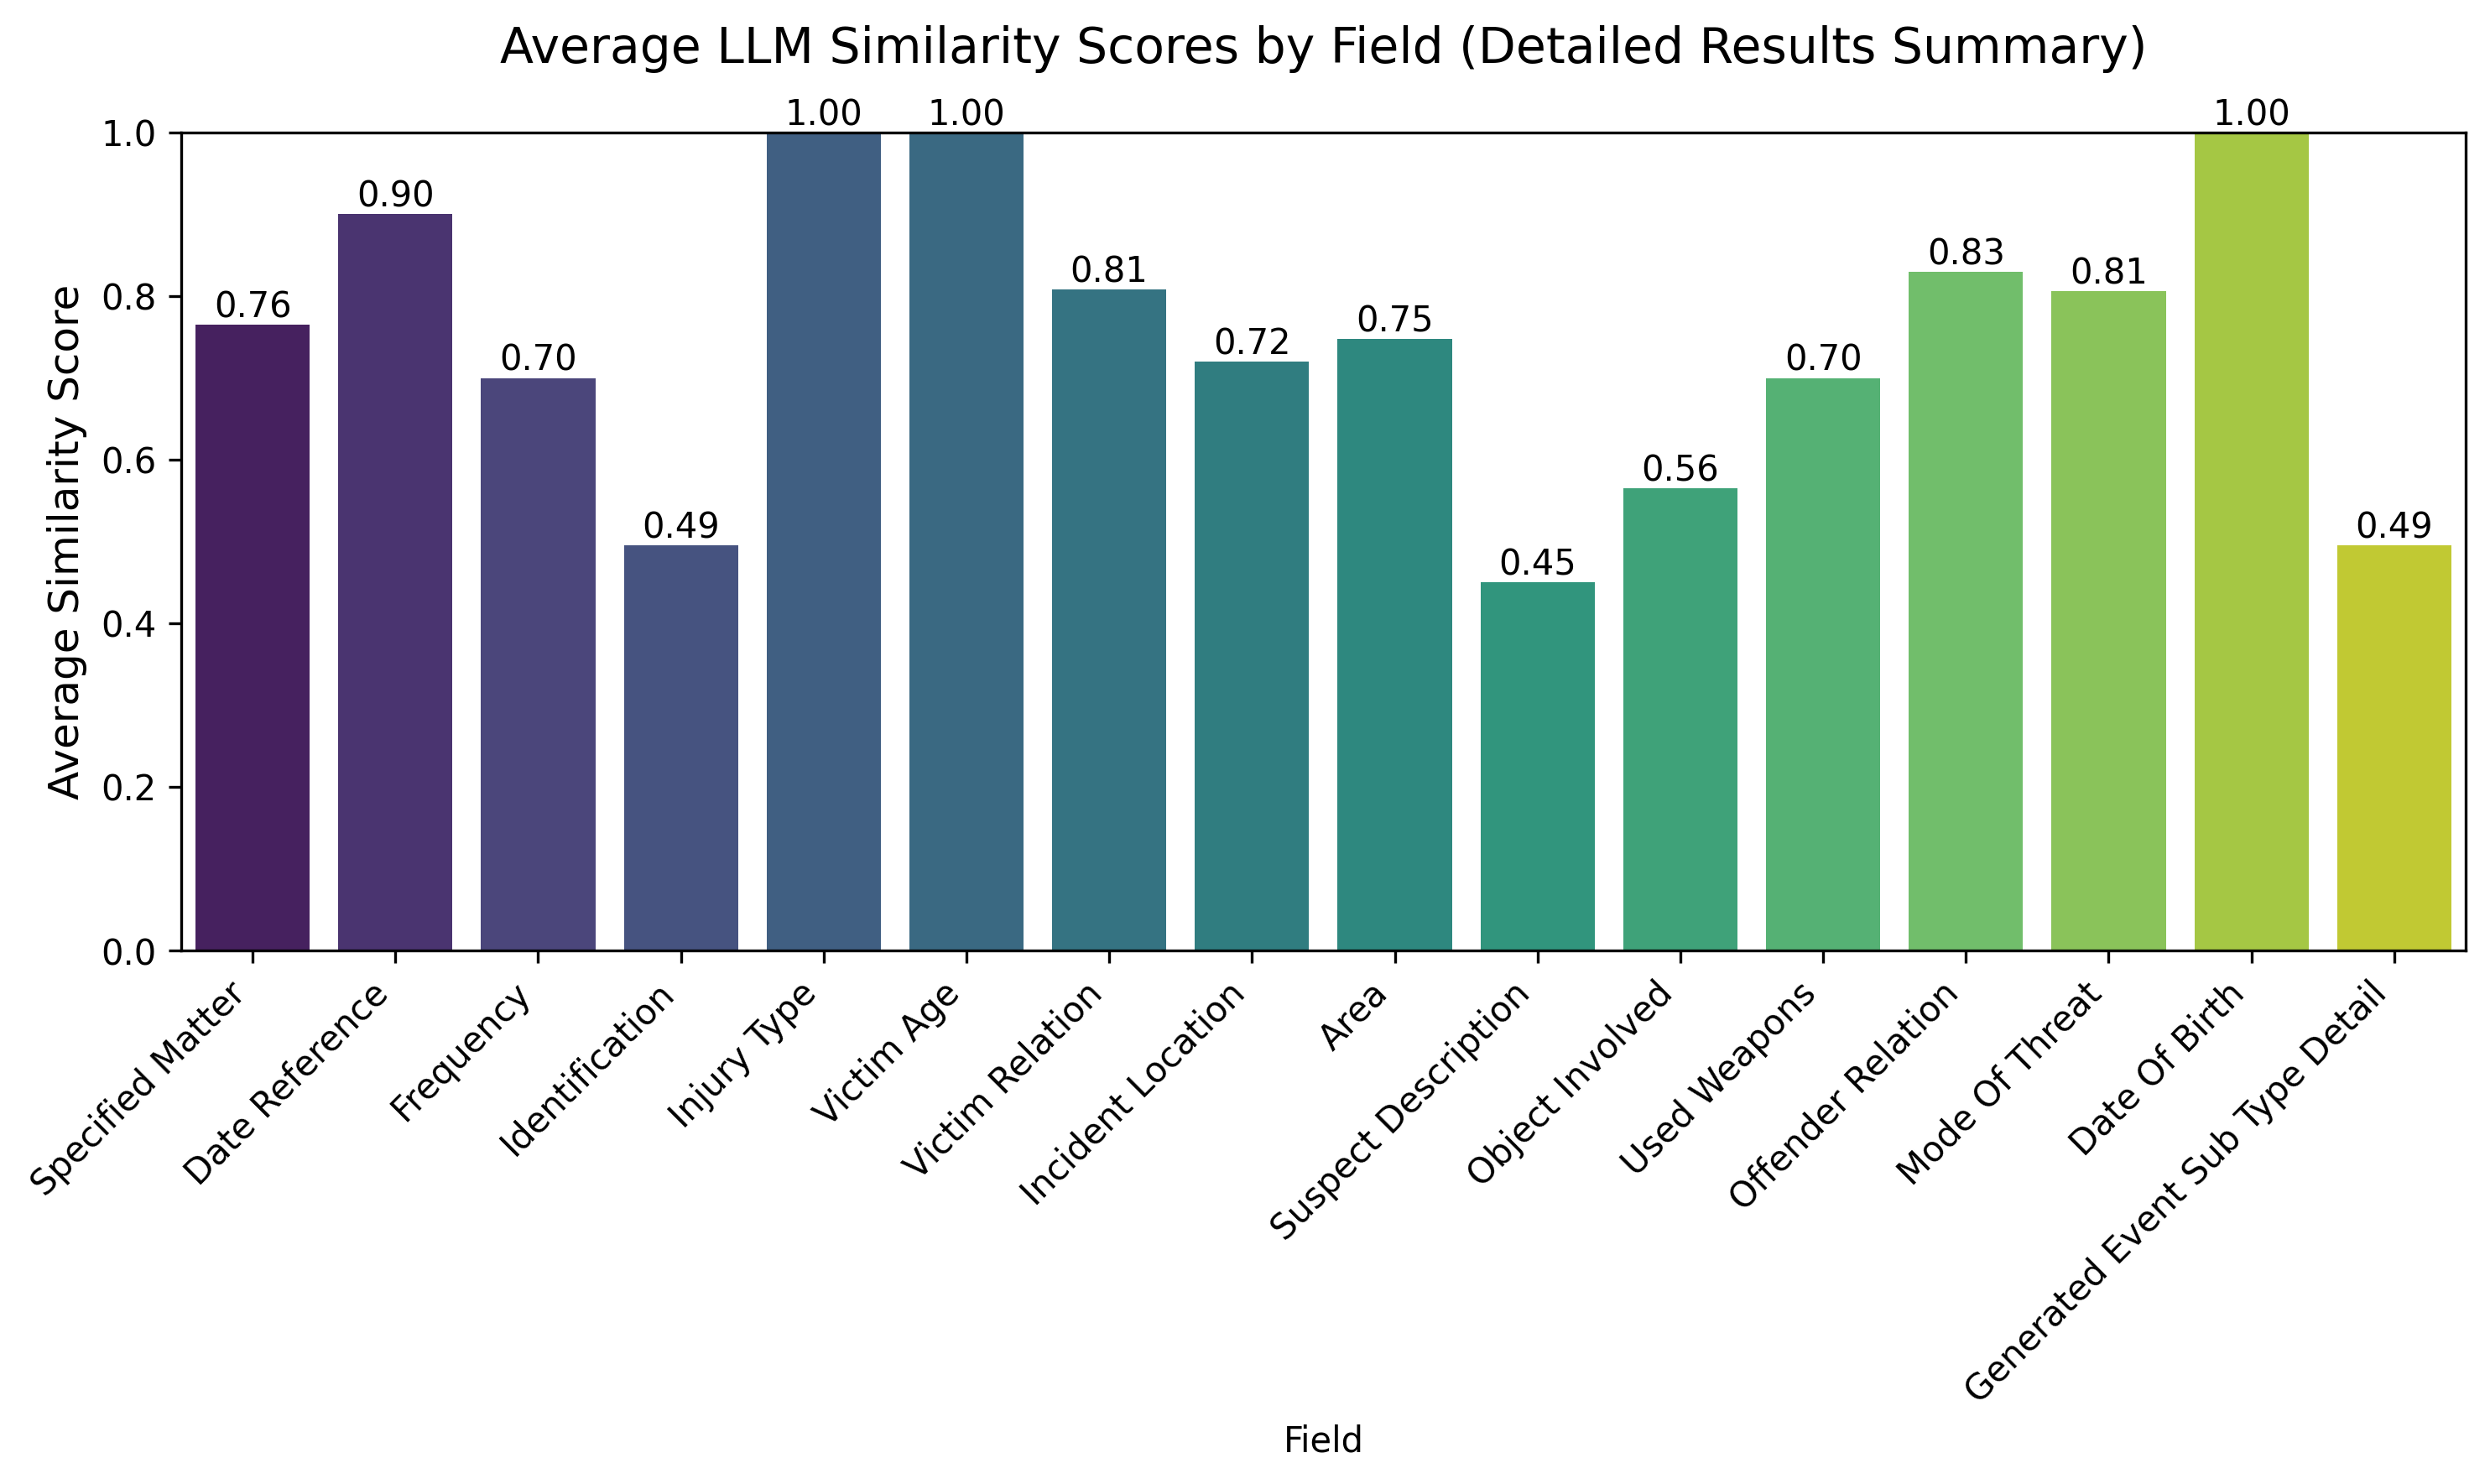 Average LLM Similarity Scores by Field (Detailed Results Summary)
Average Similarity Score
1.0
0.8
0.6
0.4
0.2
0.0
0.76
0.90
0.70
0.49
1.00
1.00
0.81
0.72
0.75
0.45
0.56
0.70
0.83
0.81
1.00
0.49
Specified Matter
Date Reference
Frequency
Identification
Injury Type
Victim Age
Victim Relation
Incident Location
Area
Suspect Description
Object Involved
Used Weapons
Offender Relation
Mode Of Threat
Date Of Birth
Generated Event Sub Type Detail
Field